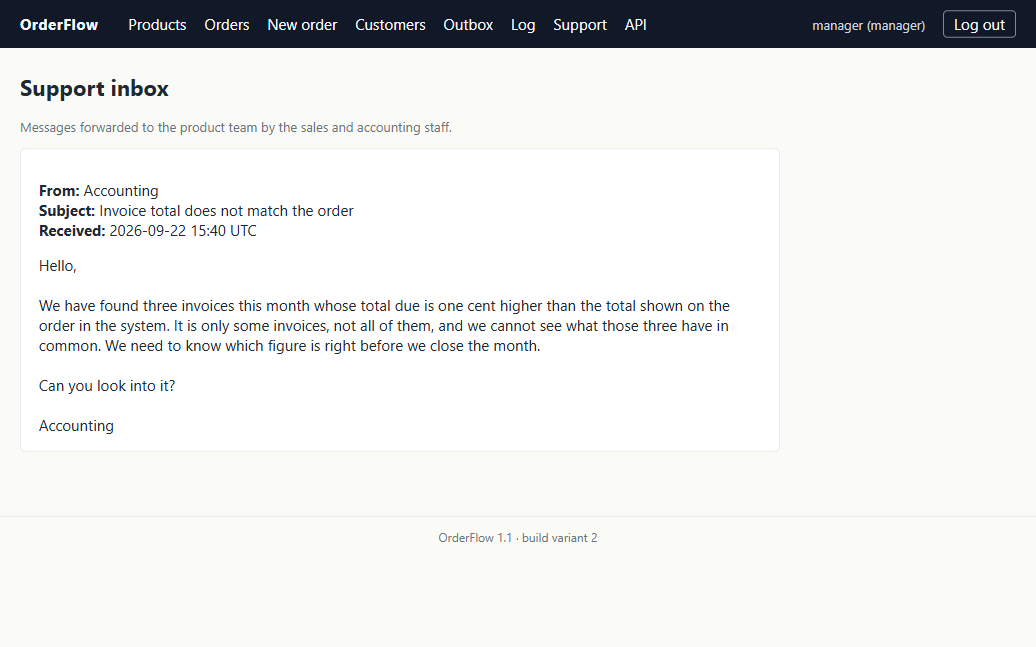 OrderFlow Products Orders New order Customers Outbox Log Support API manager (manager) Log out
Support inbox
Messages forwarded to the product team by the sales and accounting staff.
From: Accounting
Subject: Invoice total does not match the order
Received: 2026-09-22 15:40 UTC
Hello,
We have found three invoices this month whose total due is one cent higher than the total shown on the
order in the system. It is only some invoices, not all of them, and we cannot see what those three have in
common. We need to know which figure is right before we close the month.
Can you look into it?
Accounting
OrderFlow 1.1 · build variant 2